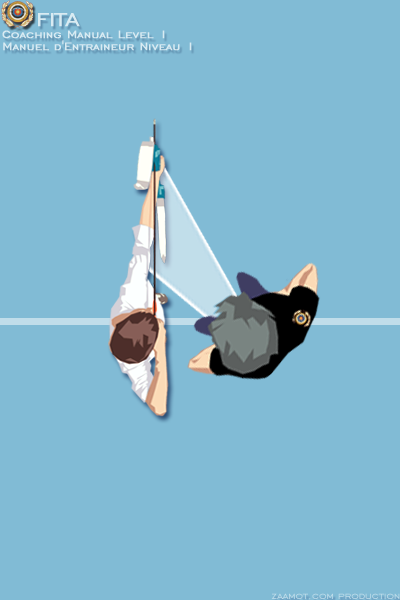 FITA
Coaching Manual Level 1
Manuel d'Entraineur Niveau 1
ZAAMOT.COM PRODUCTION